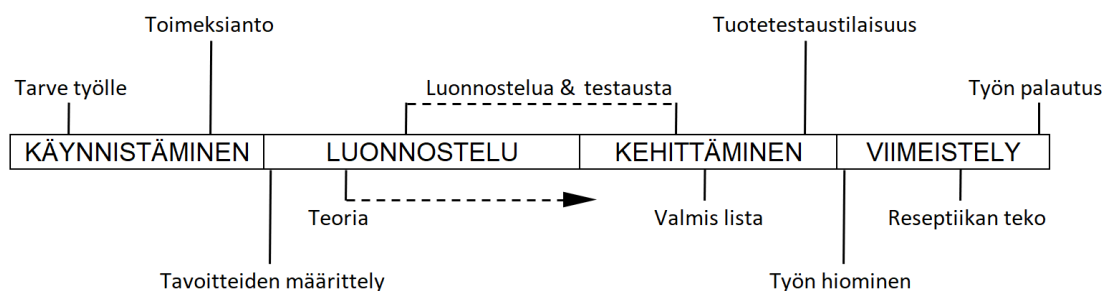 Toimeksianto
Tuotetestaustilaisuus
Tarve työlle
Luonnostelua & testausta
Työn palautus
KÄYNNISTÄMINEN
LUONNOSTELU
KEHITTÄMINEN
VIIMEISTELY
Teoria
Valmis lista
Reseptiikan teko
Tavoitteiden määrittely
Työn hiominen